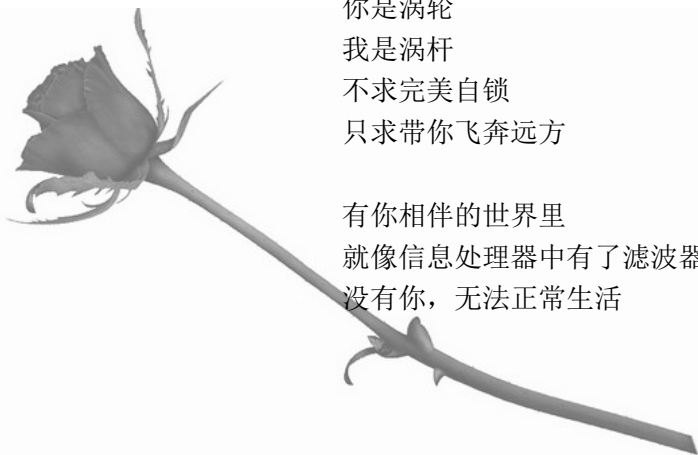 你是涡轮
我是涡杆
不求完美自锁
只求带你飞奔远方
有你相伴的世界里
就像信息处理器中有了滤波器
没有你，无法正常生活